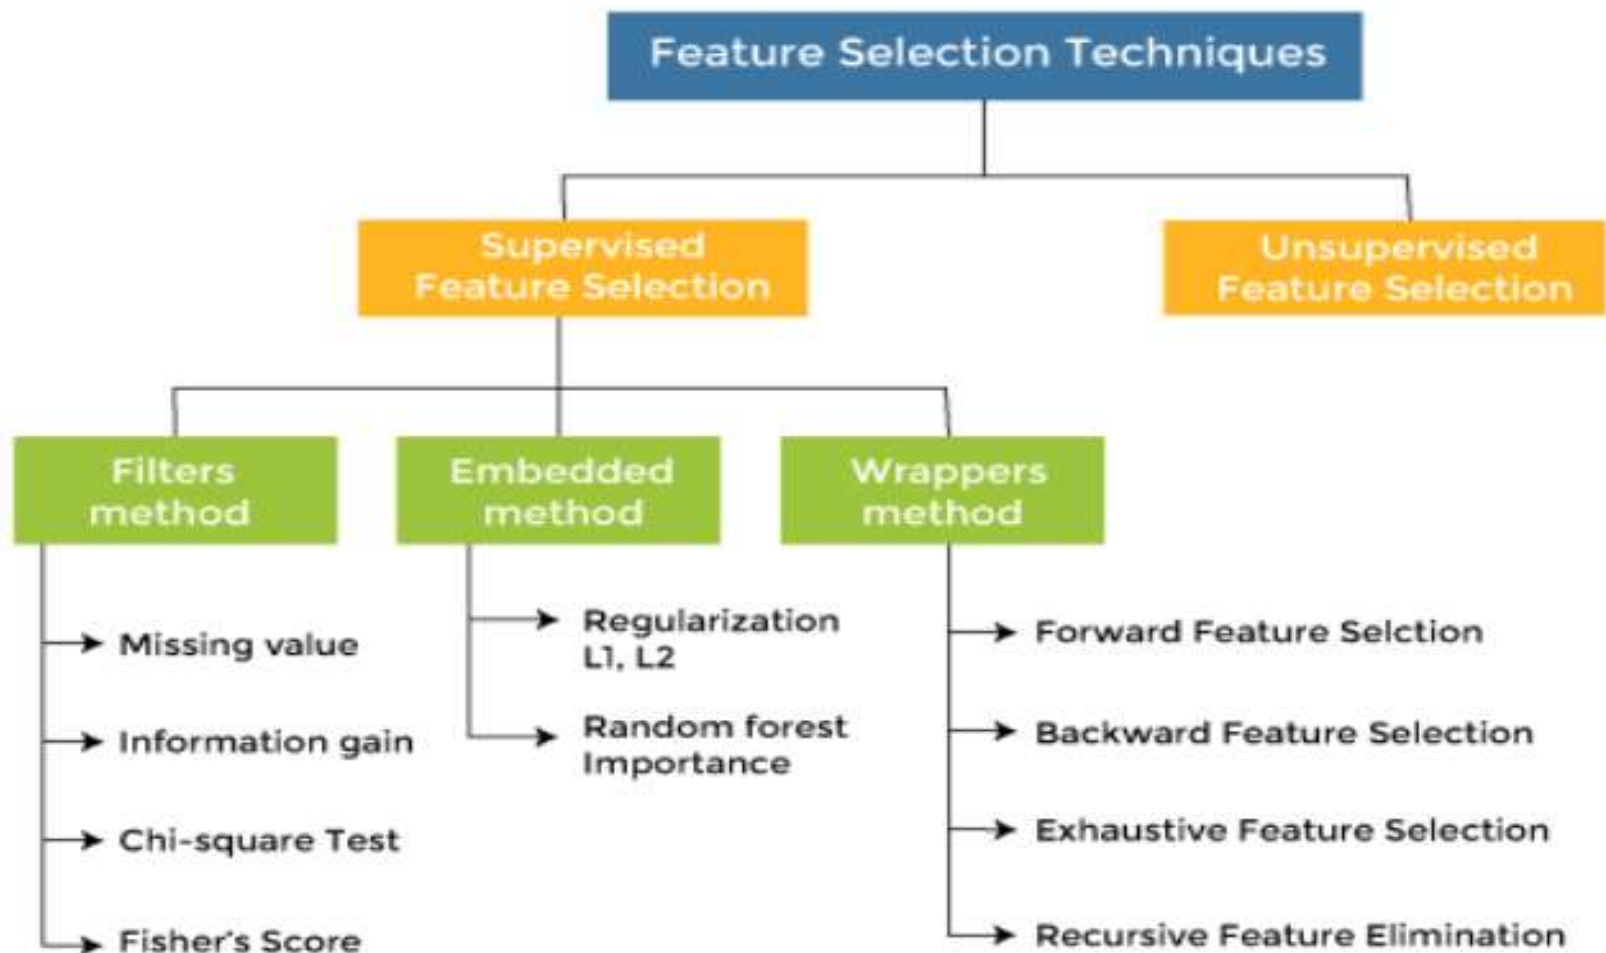 Feature Selection Techniques
Supervised
Feature Selection
Unsupervised
Feature Selection
Filters
method
Missing value
Information gain
Chi-square Test
Fisher's Score
Embedded
method
Regularization
L1, L2
Random forest
Importance
Wrappers
method
Forward Feature Selction
Backward Feature Selection
Exhaustive Feature Selection
Recursive Feature Elimination